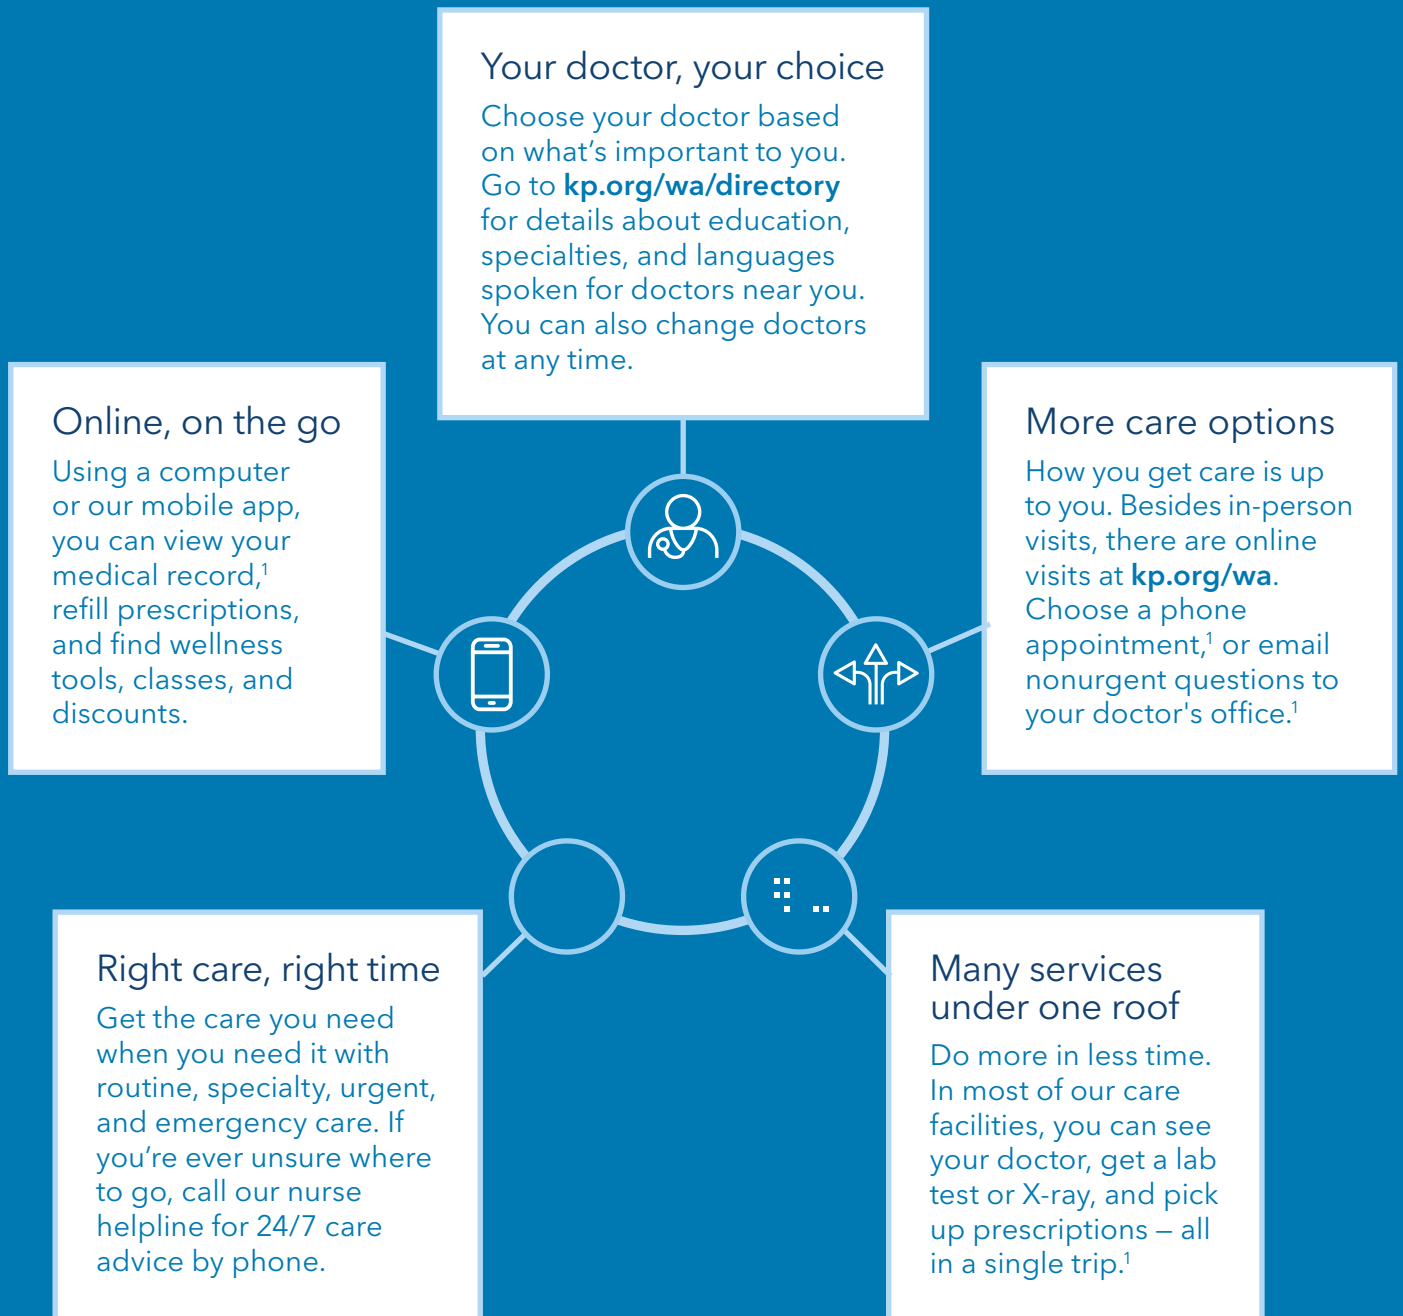 Your doctor, your choice
Choose your doctor based
on what’s important to you.
Go to kp.org/wa/directory
for details about education,
specialties, and languages
spoken for doctors near you.
You can also change doctors
at any time.
Online, on the go
Using a computer
or our mobile app,
you can view your
medical record,¹
refill prescriptions,
and find wellness
tools, classes, and
discounts.
More care options
How you get care is up
to you. Besides in-person
visits, there are online
visits at kp.org/wa.
Choose a phone
appointment,¹ or email
nonurgent questions to
your doctor's office.¹
Right care, right time
Get the care you need
when you need it with
routine, specialty, urgent,
and emergency care. If
you’re ever unsure where
to go, call our nurse
helpline for 24/7 care
advice by phone.
Many services
under one roof
Do more in less time.
In most of our care
facilities, you can see
your doctor, get a lab
test or X-ray, and pick
up prescriptions – all
in a single trip.¹